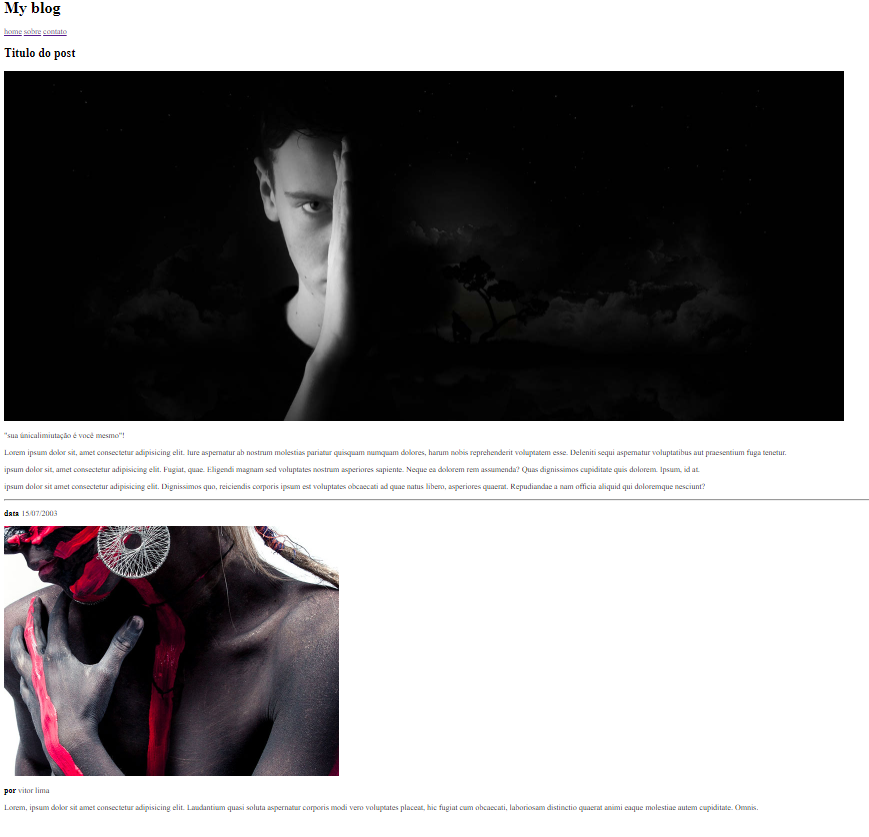 My blog
home sobre contato
Titulo do post
"sua únicalimiutação é você mesmo"!
Lorem ipsum dolor sit, amet consectetur adipisicing elit. Iure aspernatur ab nostrum molestias pariatur quisquam numquam dolores, harum nobis reprehenderit voluptatem esse. Deleniti sequi aspernatur voluptatibus aut praesentium fuga tenetur.
ipsum dolor sit, amet consectetur adipisicing elit. Fugiat, quae. Eligendi magnam sed voluptates nostrum asperiores sapiente. Neque ea dolorem rem assumenda? Quas dignissimos cupiditate quis dolorem. Ipsum, id at.
ipsum dolor sit amet consectetur adipisicing elit. Dignissimos quo, reiciendis corporis ipsum est voluptates obcaecati ad quae natus libero, asperiores quaerat. Repudiandae a nam officia aliquid qui doloremque nesciunt?
data 15/07/2003
por vitor lima
Lorem, ipsum dolor sit amet consectetur adipisicing elit. Laudantium quasi soluta aspernatur corporis modi vero voluptates placeat, hic fugiat cum obcaecati, laboriosam distinctio quaerat animi eaque molestiae autem cupiditate. Omnis.